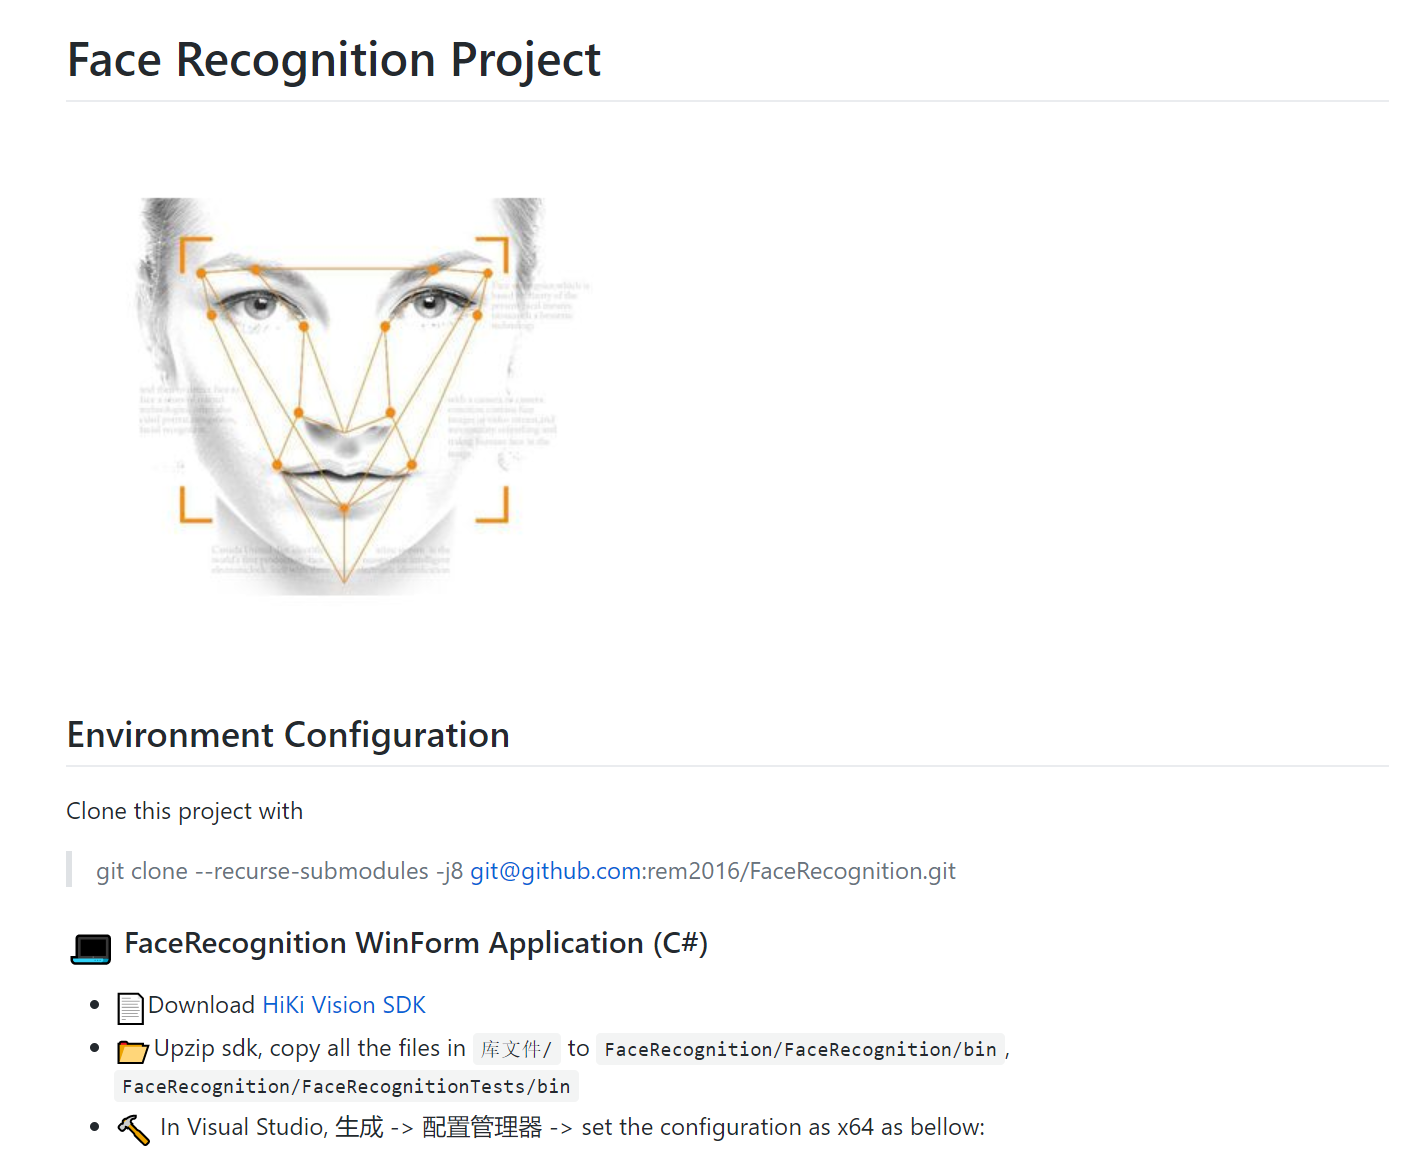 Face Recognition Project
Environment Configuration
Clone this project with
git clone --recurse-submodules -j8 git@github.com:rem2016/FaceRecognition.git
FaceRecognition WinForm Application (C#)
Download HiKi Vision SDK
Upzip sdk, copy all the files in 库文件/ to FaceRecognition/FaceRecognition/bin ,
FaceRecognition/FaceRecognitionTests/bin
In Visual Studio, 生成 -> 配置管理器 -> set the configuration as x64 as bellow: